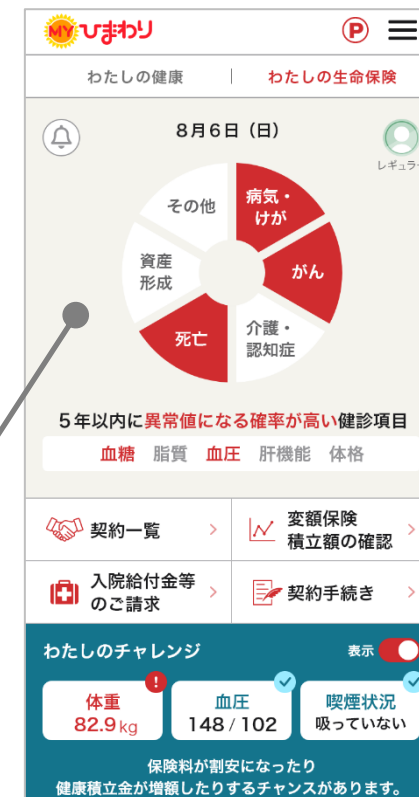 MYひまわり
P
わたしの健康
わたしの生命保険
8月6日（日）
レギュラー
その他
病気・
けが
資産
形成
がん
死亡
介護・
認知症
5年以内に異常値になる確率が高い健診項目
血糖 脂質 血圧 肝機能 体格
契約一覧
変額保険
積立額の確認
入院給付金等
のご請求
契約手続き
わたしのチャレンジ
表示
体重
82.9kg
血圧
148/102
喫煙状況
吸っていない
保険料が割安になったり
健康積立金が増額したりするチャンスがあります。